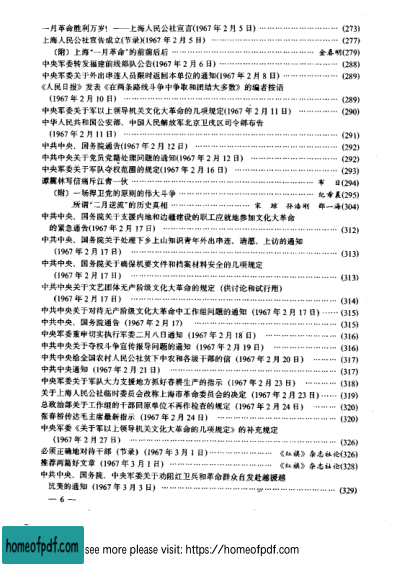 一月革命胜利万岁！——上海人民公社宣言(1967年2月5日) ………………… (273)
上海人民公社宣告成立(节录)(1967年2月5日) ………………… (277)
〔附〕上海“一月革命”的前前后后 ………………… 金春明(279)
中央军委转发福建前线部队公告(1967年2月6日) ………………… (288)
中央军委关于外出串连人员限时返回本单位的通知(1967年2月8日) ………… (289)
《人民日报》发表《在两条路线斗争中争取和团结大多数》的编者按语
(1967年2月10日) ………………… (289)
中央军委关于军以上领导机关文化大革命的几项规定(1967年2月11日) ………… (290)
中华人民共和国公安部、中国人民解放军北京卫戍区司令部布告
(1967年2月11日) ………………… (291)
中共中央、国务院通告(1967年2月12日) ………………… (292)
中共中央关于党员党籍处理问题的通知(1967年2月12日) ………………… (292)
中央军委关于军队夺权范围的规定(1967年2月16日) ………………… (293)
谭震林写信痛斥江青一伙 ………………… (294)
〔附〕一场捍卫党的原则的伟大斗争 ………………… 纪希晨(295)
所谓“二月逆流”的历史真相 ………………… (304)
中共中央、国务院关于支援内地和边疆建设的职工应就地参加文化大革命
的紧急通告(1967年2月17日) ………………… (312)
中共中央、国务院关于处理下乡上山知识青年外出串连、请愿、上访的通知
(1967年2月17日) ………………… (313)
中共中央、国务院关于确保机要文件和档案材料安全的几项规定
(1967年2月17日) ………………… (313)
中共中央关于文艺团体无产阶级文化大革命的规定（供讨论和试行用）
(1967年2月17日) ………………… (314)
中共中央关于对待无产阶级文化大革命中工作组问题的通知（1967年2月17日）…… (315)
中共中央、国务院通告（1967年2月17） ………………… (315)
中央军委重申切实执行军委二月八日通知（1967年2月18日） ………………… (316)
中共中央关于夺权斗争宣传报导问题的通知（1967年2月19日） ………………… (316)
中共中央给全国农村人民公社贫下中农和各级干部的信（1967年2月20日） ……… (317)
中共中央通知（1967年2月21日） ………………… (317)
中央军委关于军队大力支援地方抓好春耕生产的指示（1967年2月23日） ………… (318)
关于上海人民公社临时委员会改称上海市革命委员会的决定（1967年2月23日）…… (319)
总政治部关于工作组的干部回原单位不再作检查的规定（1967年2月24日） ……… (320)
张春桥传达毛主席最新指示（1967年2月24日） ………………… (320)
中央军委《关于军以上领导机关文化大革命的几项规定》的补充规定
（1967年2月27日） ………………… (326)
必须正确地对待干部（节录）（1967年3月1日） ………… 《红旗》杂志社论(326)
推荐两篇好文章（1967年3月1日） ………………… 《红旗》杂志社论(328)
中共中央、国务院、中央军委关于劝阻红卫兵和革命群众自发赴越援越
抗美的通知（1967年3月3日） ………………… (329)
— 6 —
homeofpdf.com
see more please visit: https://homeofpdf.com